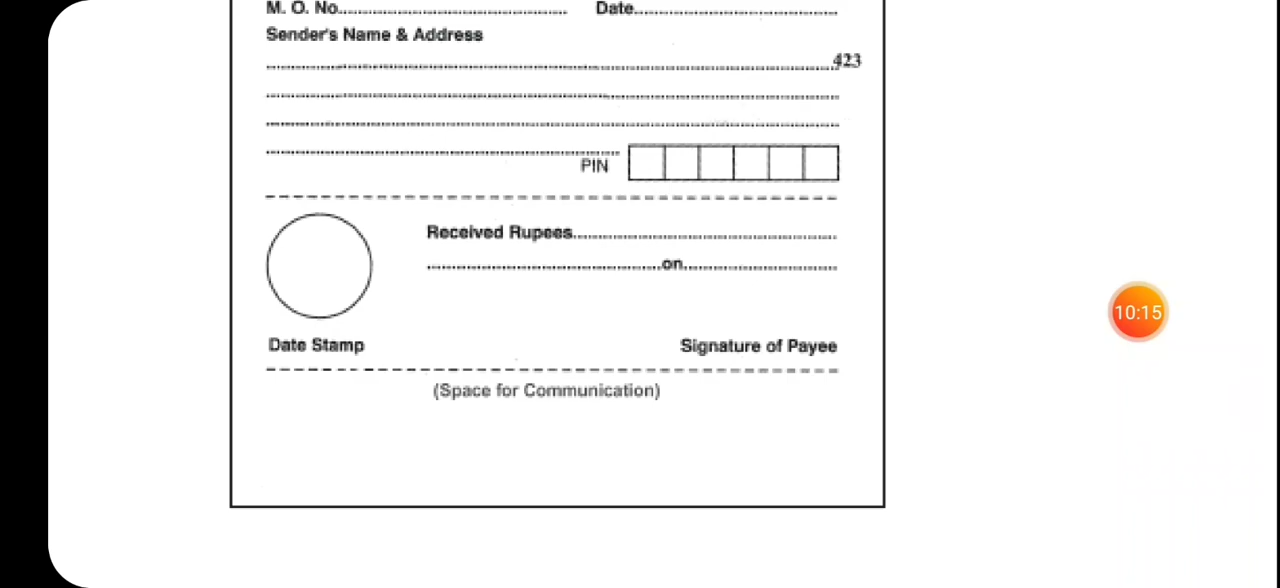 M. O. No.............................................. Date..........................................
Sender's Name & Address
..............................................................................................................423
..............................................................................................................
..............................................................................................................
......................................................................
PIN
Received Rupees.....................................................
...............................................on...............................
Date Stamp Signature of Payee
(Space for Communication)
10:15